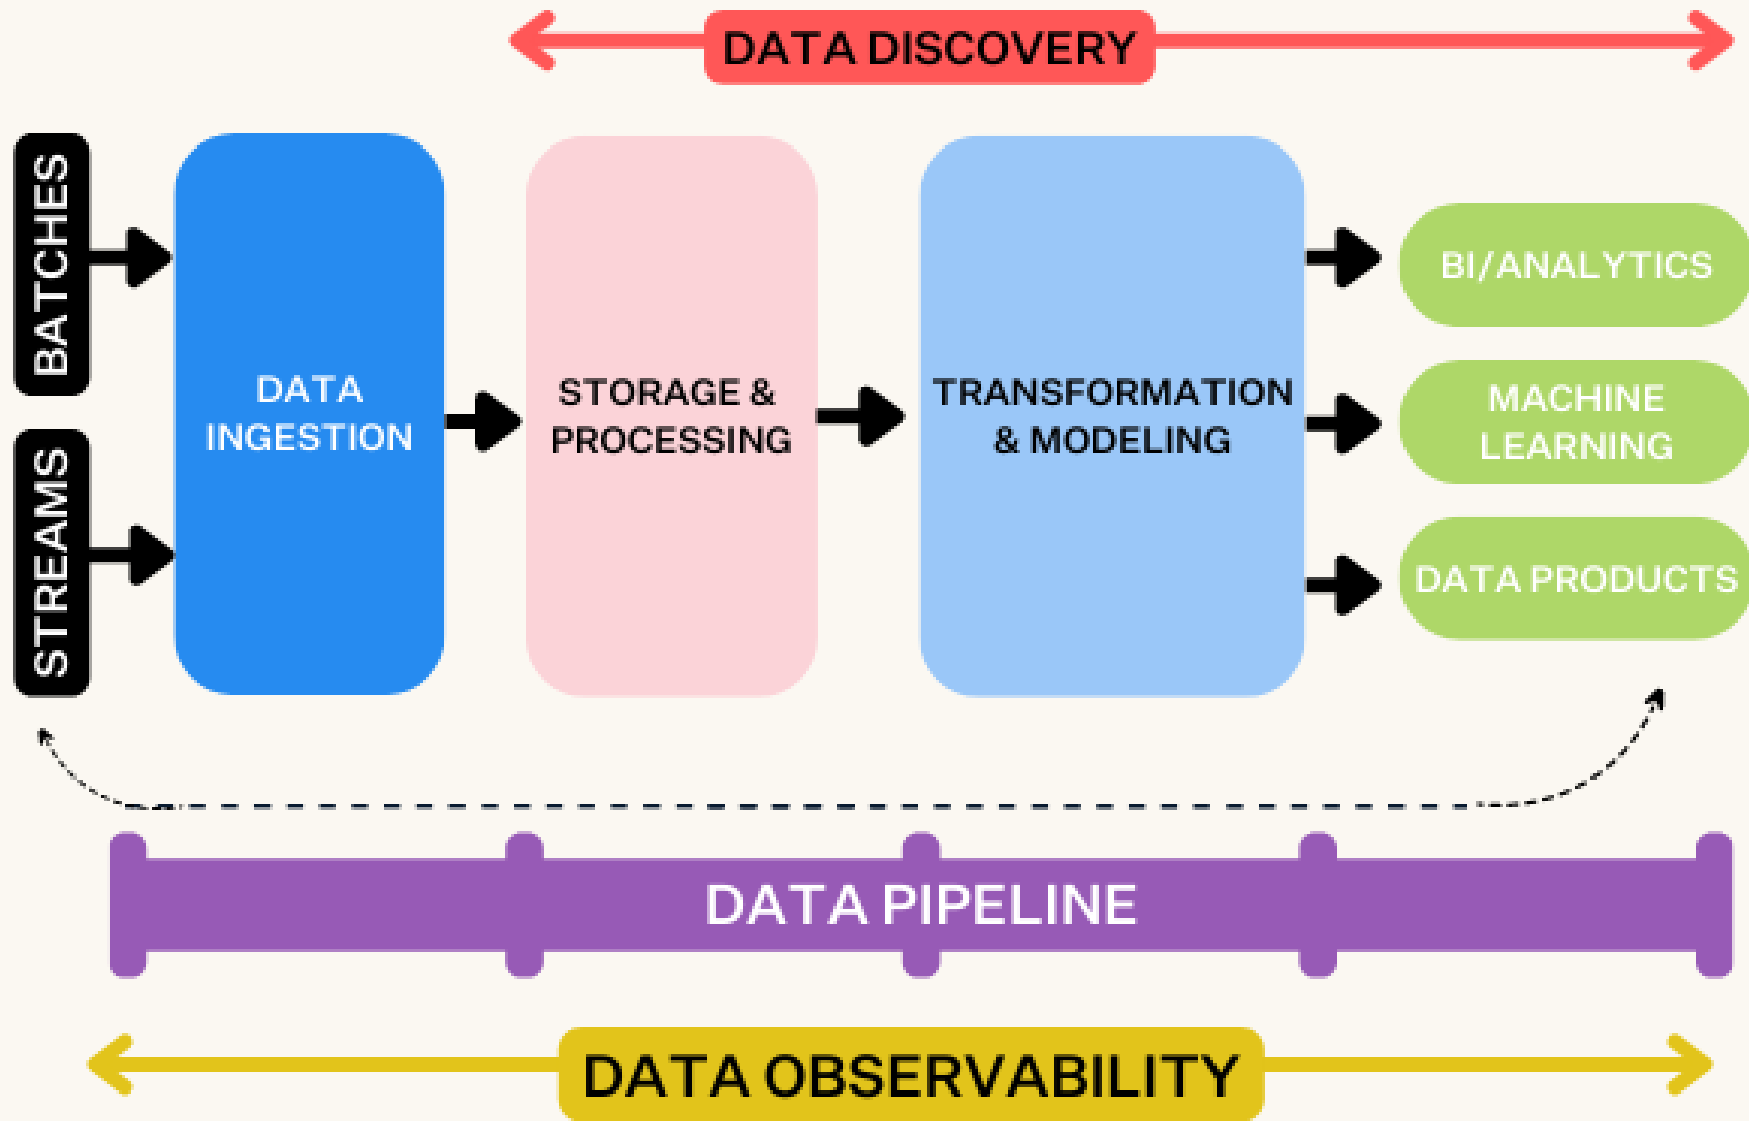 DATA DISCOVERY
BATCHES
STREAMS
DATA
INGESTION
STORAGE &
PROCESSING
TRANSFORMATION
& MODELING
BI/ANALYTICS
MACHINE
LEARNING
DATA PRODUCTS
DATA PIPELINE
DATA OBSERVABILITY